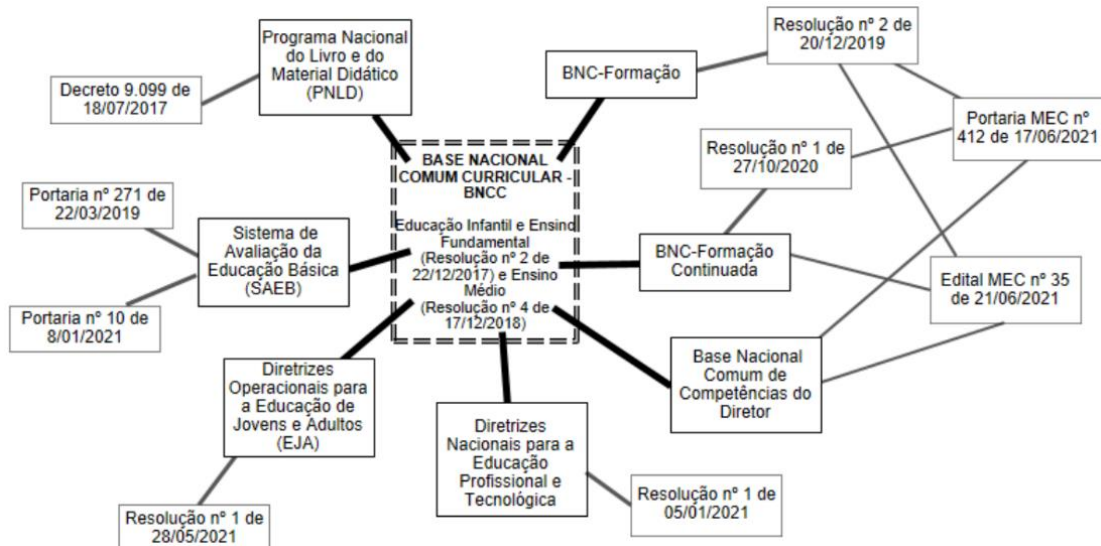 Programa Nacional
do Livro e do
Material Didático
(PNLD)
Decreto 9.099 de
18/07/2017
BNC-Formação
Resolução nº 2 de
20/12/2019
Portaria MEC nº
412 de 17/06/2021
Resolução nº 1 de
27/10/2020
BASE NACIONAL
COMUM CURRICULAR -
BNCC
Educação Infantil e Ensino
Fundamental
(Resolução nº 2 de
22/12/2017) e Ensino
Médio
(Resolução nº 4 de
17/12/2018)
Portaria nº 271 de
22/03/2019
Sistema de
Avaliação da
Educação Básica
(SAEB)
Portaria nº 10 de
8/01/2021
BNC-Formação
Continuada
Edital MEC nº 35
de 21/06/2021
Base Nacional
Comum de
Competências do
Diretor
Diretrizes
Operacionais para
a Educação de
Jovens e Adultos
(EJA)
Resolução nº 1 de
28/05/2021
Diretrizes
Nacionais para a
Educação
Profissional e
Tecnológica
Resolução nº 1 de
05/01/2021